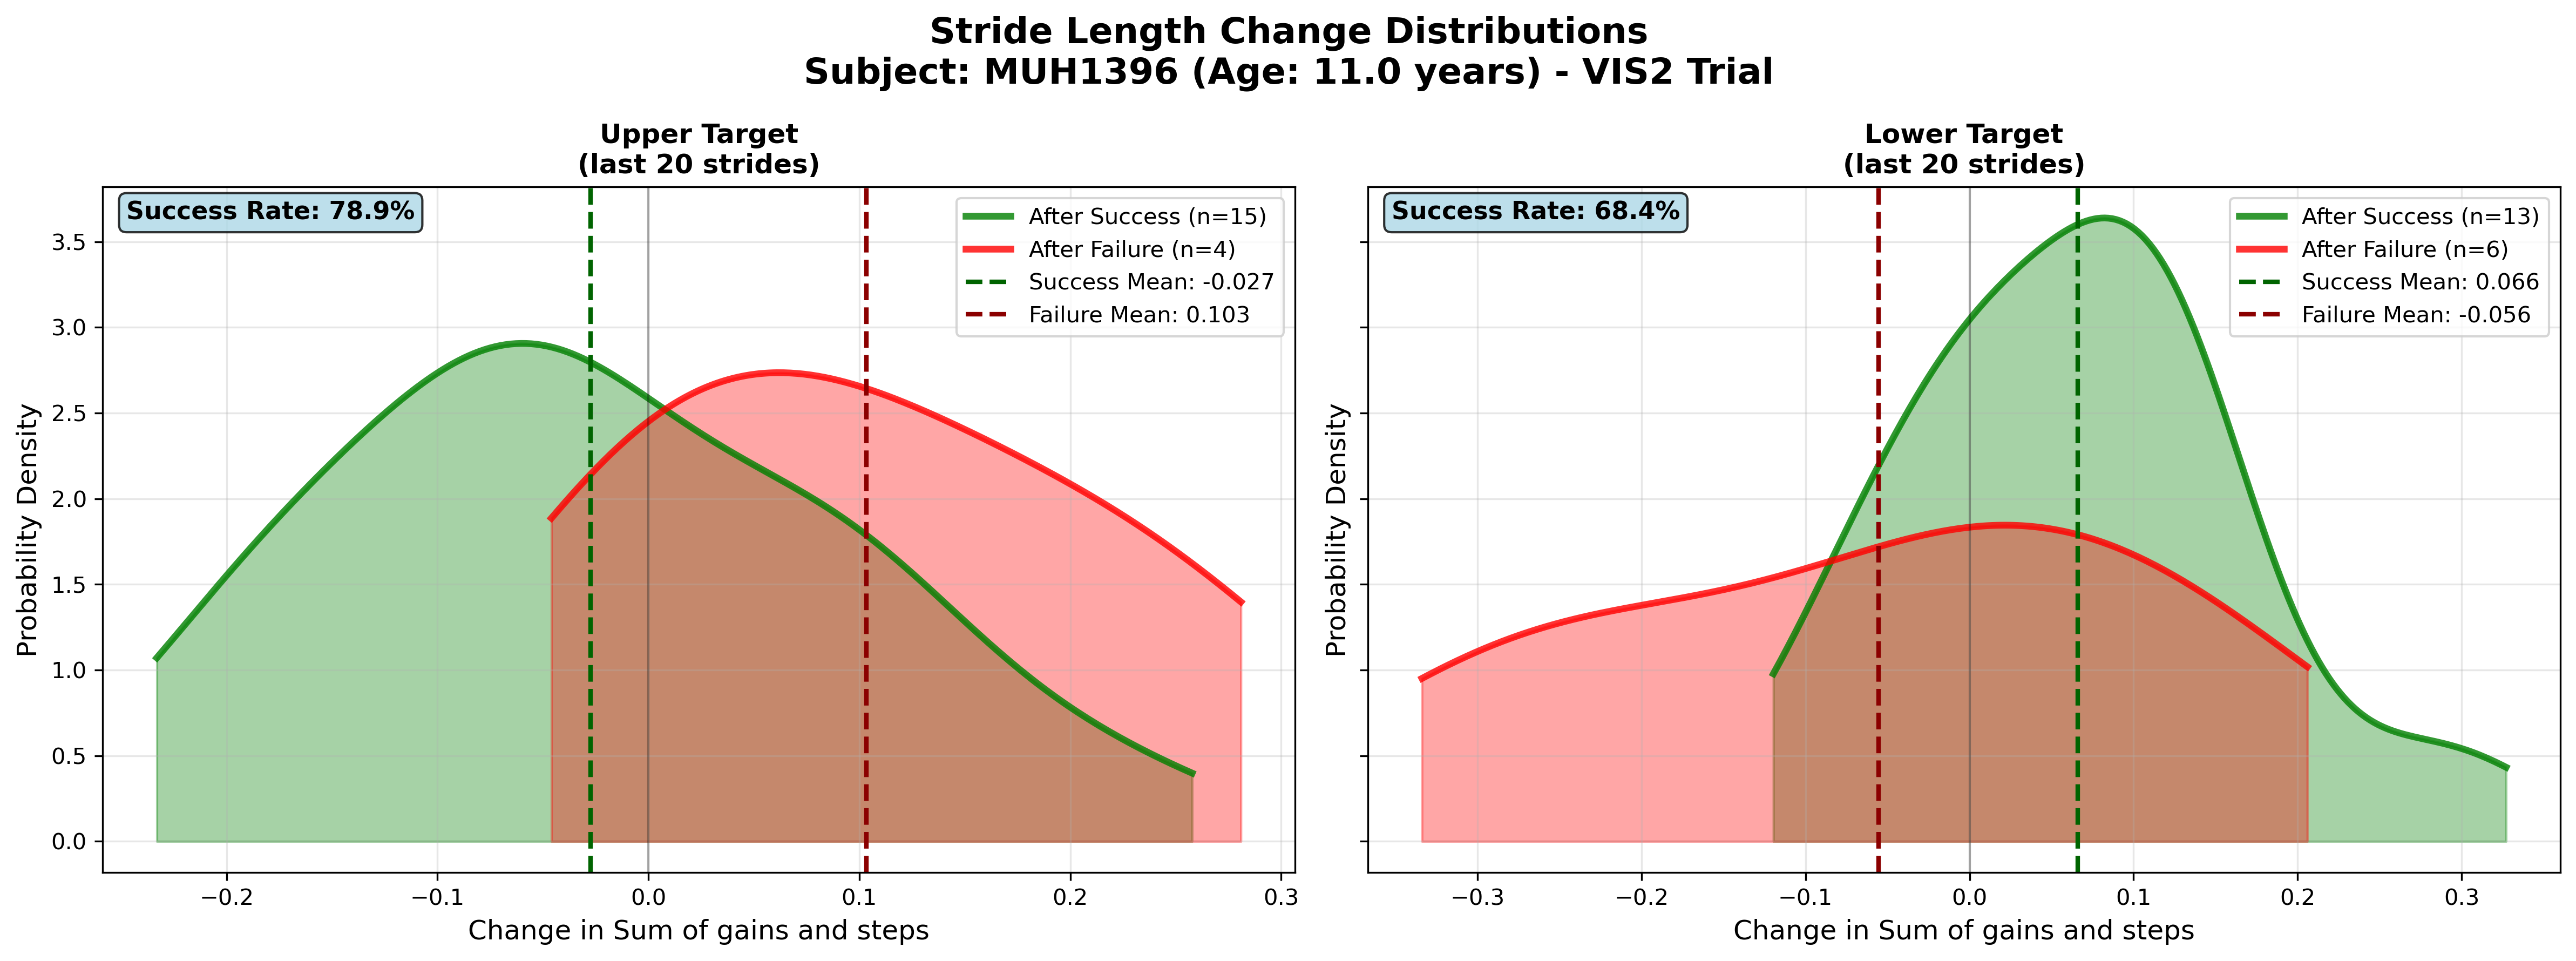 Stride Length Change Distributions
Subject: MUH1396 (Age: 11.0 years) - VIS2 Trial
Upper Target
(last 20 strides)
Success Rate: 78.9%
After Success (n=15)
After Failure (n=4)
Success Mean: -0.027
Failure Mean: 0.103
Probability Density
3.5
3.0
2.5
2.0
1.5
1.0
0.5
0.0
−0.2
−0.1
0.0
0.1
0.2
0.3
Change in Sum of gains and steps
Lower Target
(last 20 strides)
Success Rate: 68.4%
After Success (n=13)
After Failure (n=6)
Success Mean: 0.066
Failure Mean: -0.056
Probability Density
−0.3
−0.2
−0.1
0.0
0.1
0.2
0.3
Change in Sum of gains and steps